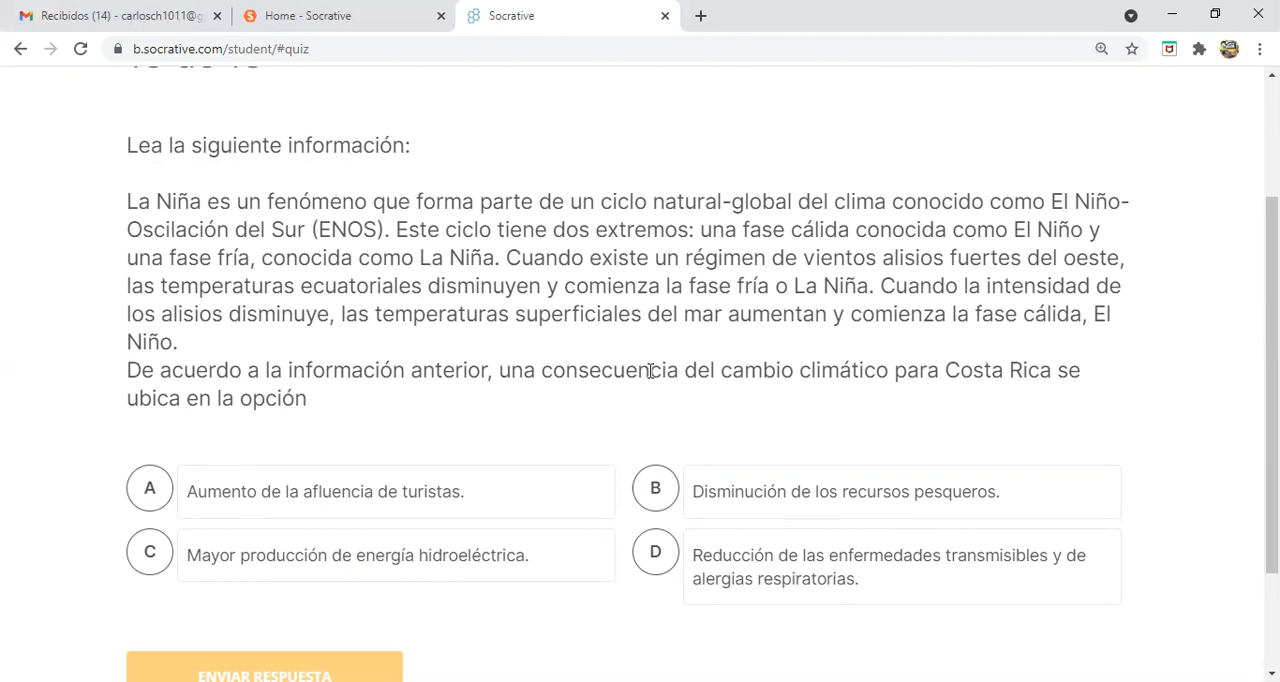 Recibidos (14) - carlosch1011@g
Home - Socrative
Socrative
b.socrative.com/student/#quiz
Lea la siguiente información:
La Niña es un fenómeno que forma parte de un ciclo natural-global del clima conocido como El Niño-
Oscilación del Sur (ENOS). Este ciclo tiene dos extremos: una fase cálida conocida como El Niño y
una fase fría, conocida como La Niña. Cuando existe un régimen de vientos alisios fuertes del oeste,
las temperaturas ecuatoriales disminuyen y comienza la fase fría o La Niña. Cuando la intensidad de
los alisios disminuye, las temperaturas superficiales del mar aumentan y comienza la fase cálida, El
Niño.
De acuerdo a la información anterior, una consecuencia del cambio climático para Costa Rica se
ubica en la opción
A Aumento de la afluencia de turistas.
B Disminución de los recursos pesqueros.
C Mayor producción de energía hidroeléctrica.
D Reducción de las enfermedades transmisibles y de
alergias respiratorias.
ENVIAR RESPUESTA